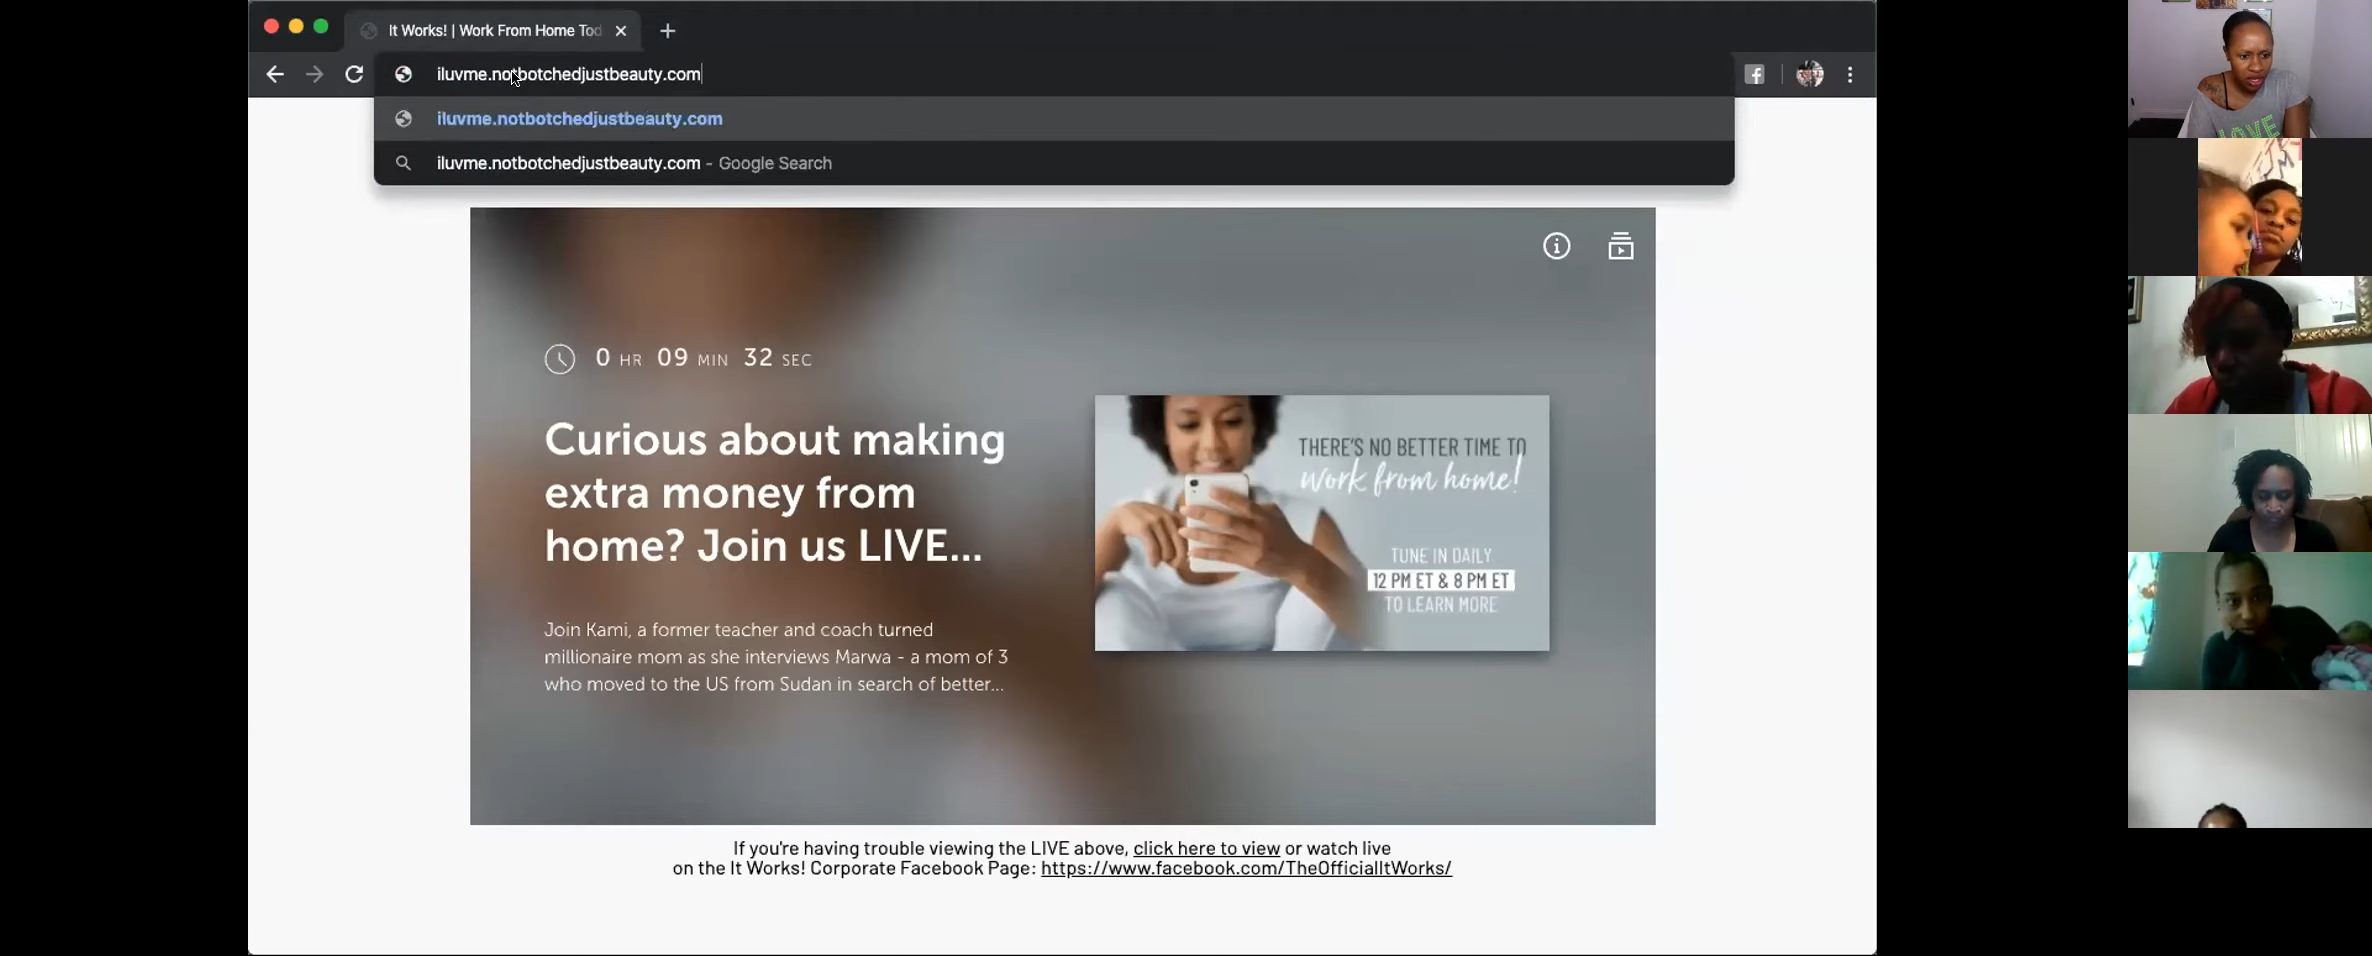 It Works! | Work From Home Tod
iluvme.notbotchedjustbeauty.com
iluvme.notbotchedjustbeauty.com
iluvme.notbotchedjustbeauty.com - Google Search
0 HR 09 MIN 32 SEC
Curious about making
extra money from
home? Join us LIVE...
Join Kami, a former teacher and coach turned
millionaire mom as she interviews Marwa - a mom of 3
who moved to the US from Sudan in search of better...
THERE'S NO BETTER TIME TO
work from home!
TUNE IN DAILY
12 PM ET & 8 PM ET
TO LEARN MORE
If you're having trouble viewing the LIVE above, click here to view or watch live
on the It Works! Corporate Facebook Page: https://www.facebook.com/TheOfficialItWorks/